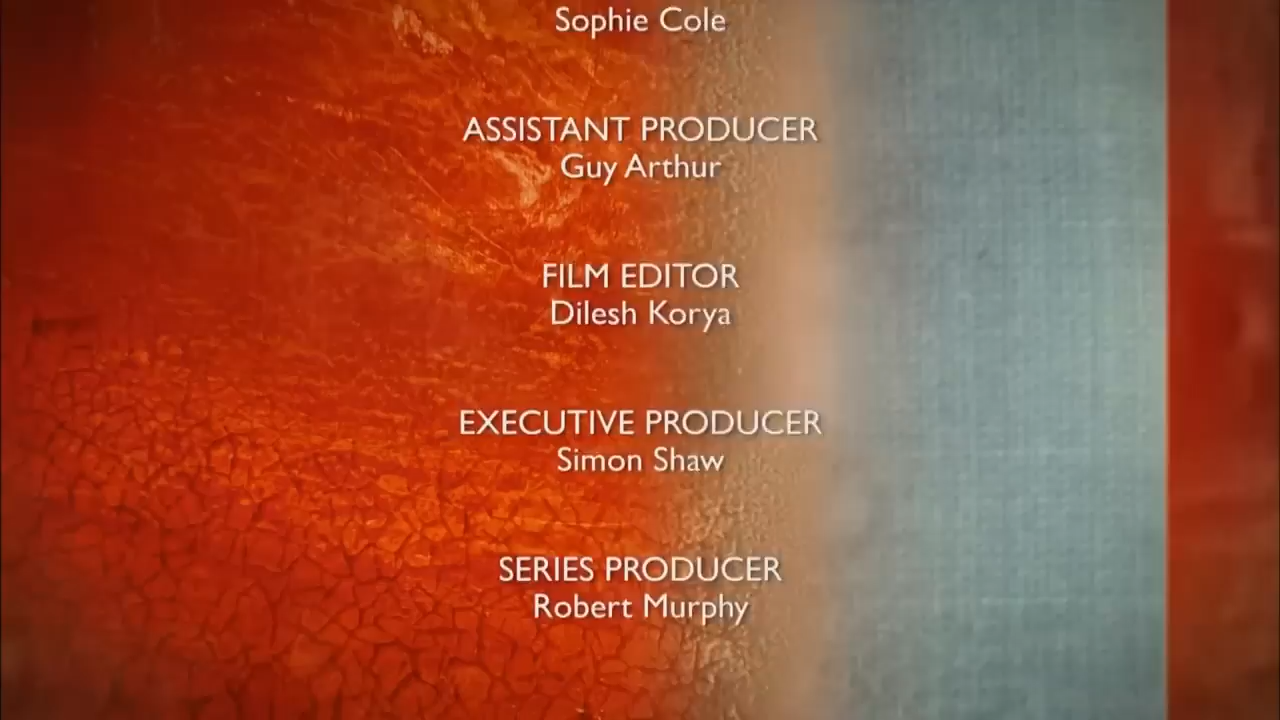 Sophie Cole
ASSISTANT PRODUCER
Guy Arthur
FILM EDITOR
Dilesh Korya
EXECUTIVE PRODUCER
Simon Shaw
SERIES PRODUCER
Robert Murphy